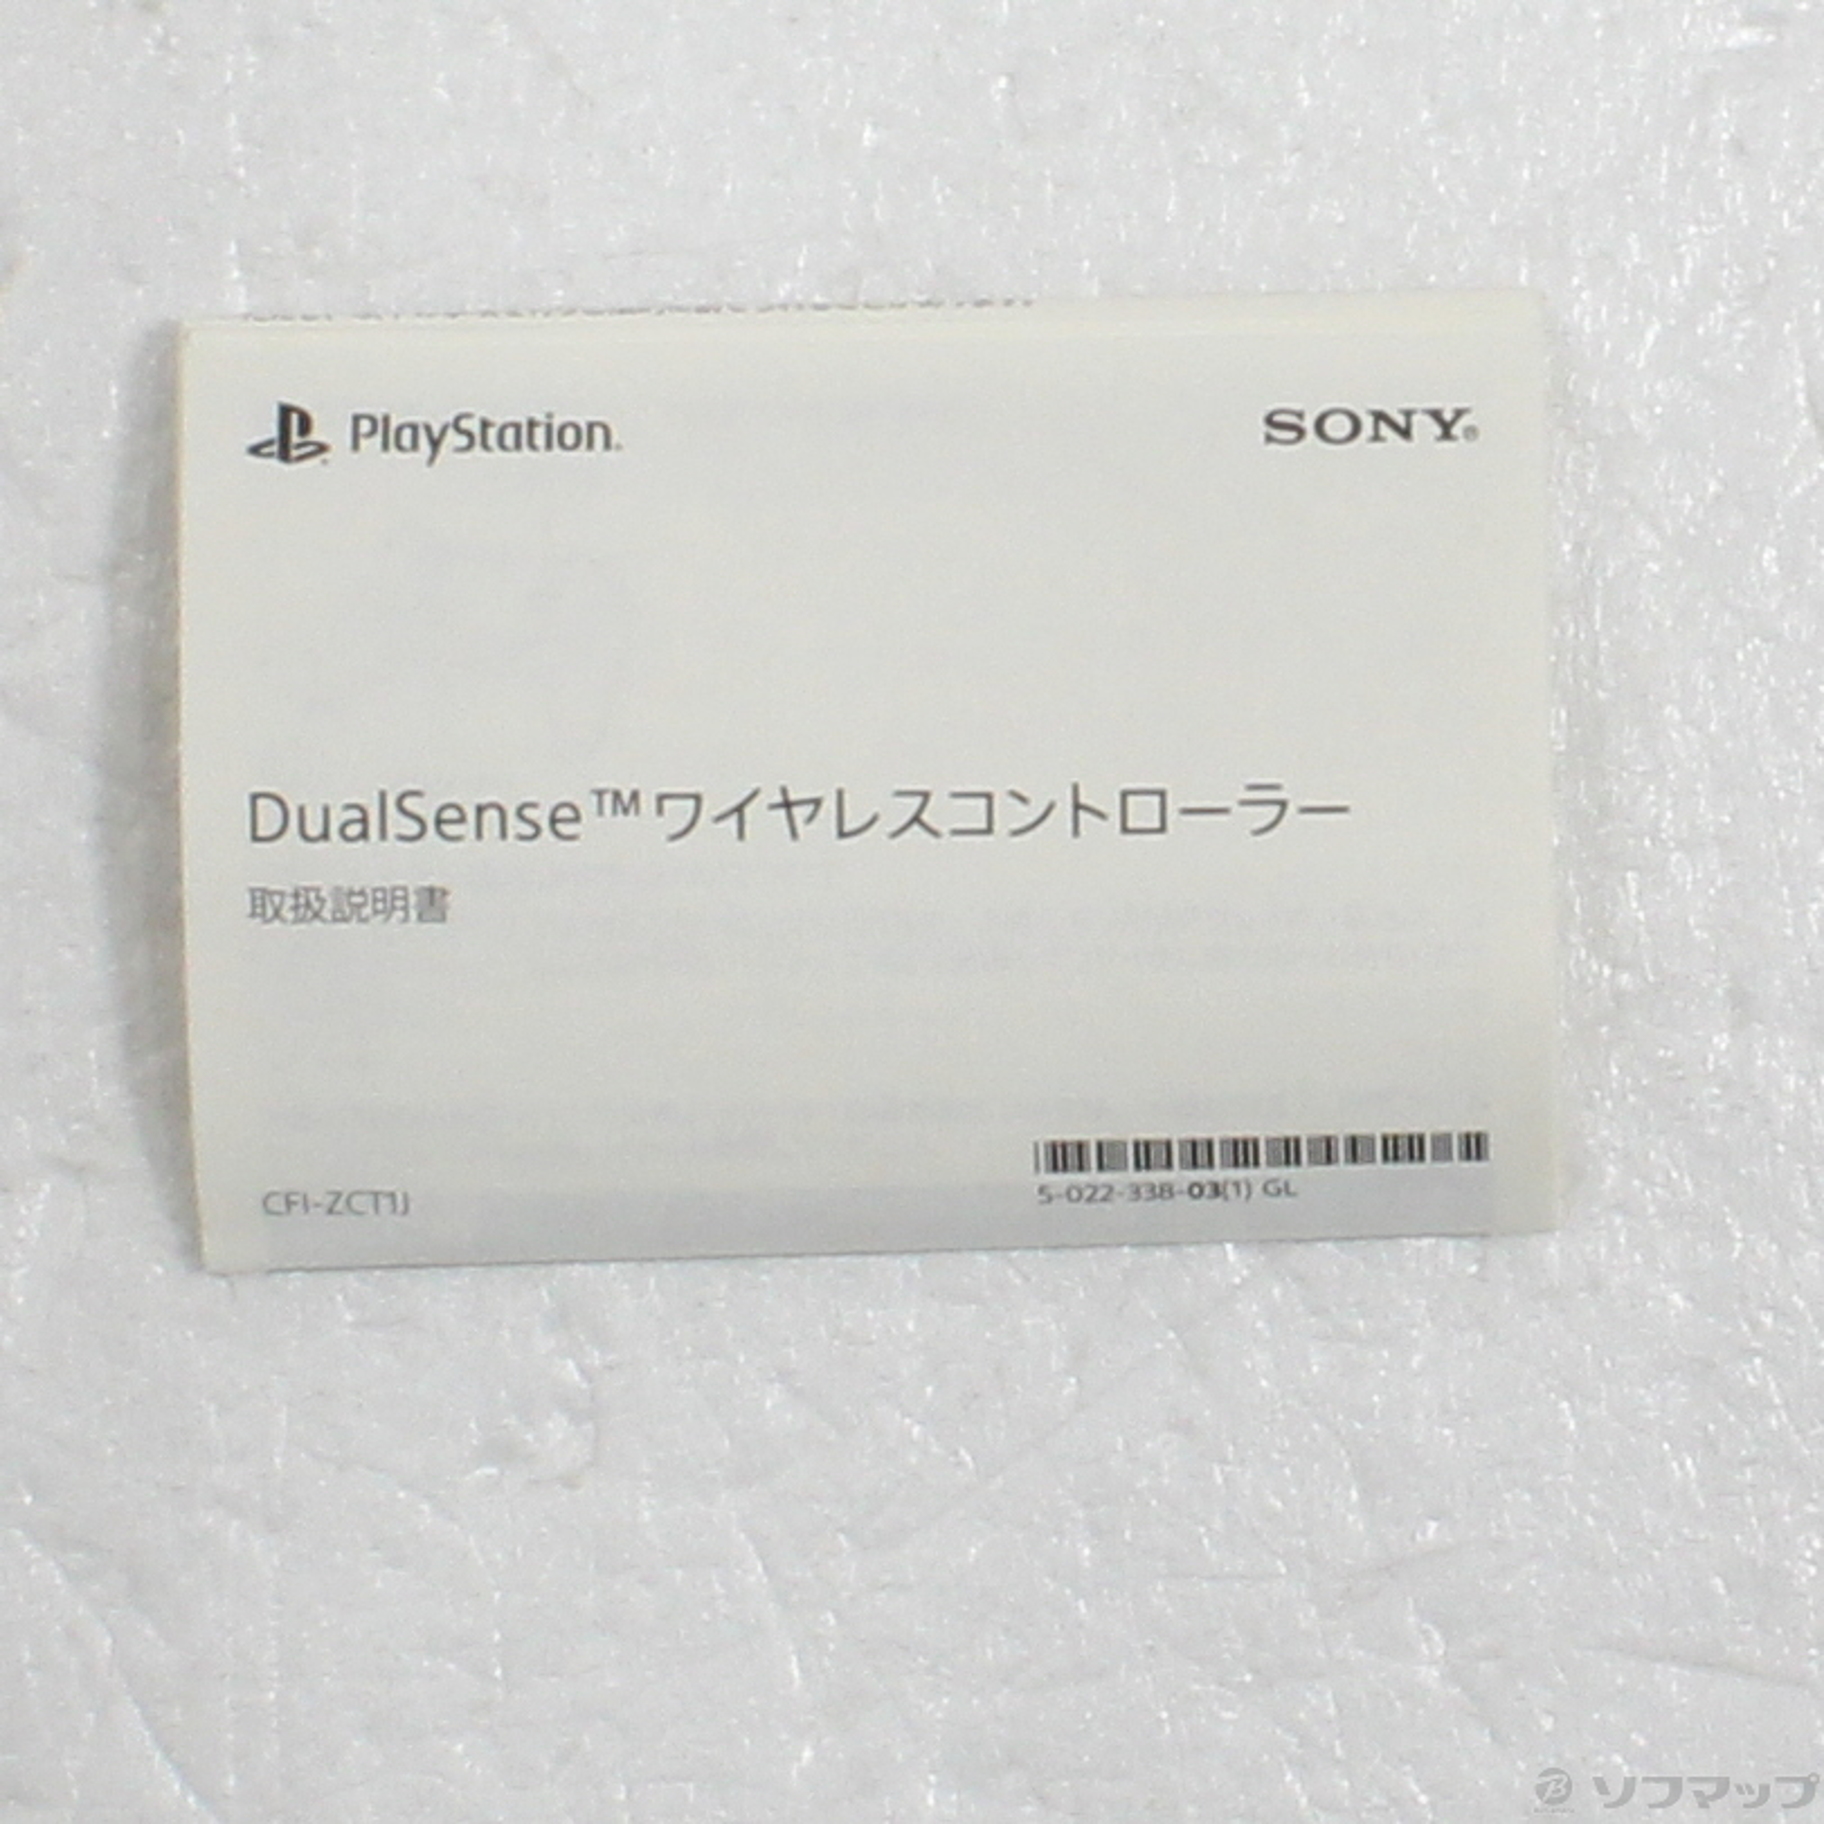 PlayStation®
SONY®
DualSense™ワイヤレスコントローラー
取扱説明書
CFI-ZCT1J
5-022-338-03(1) GL
ソフマップ